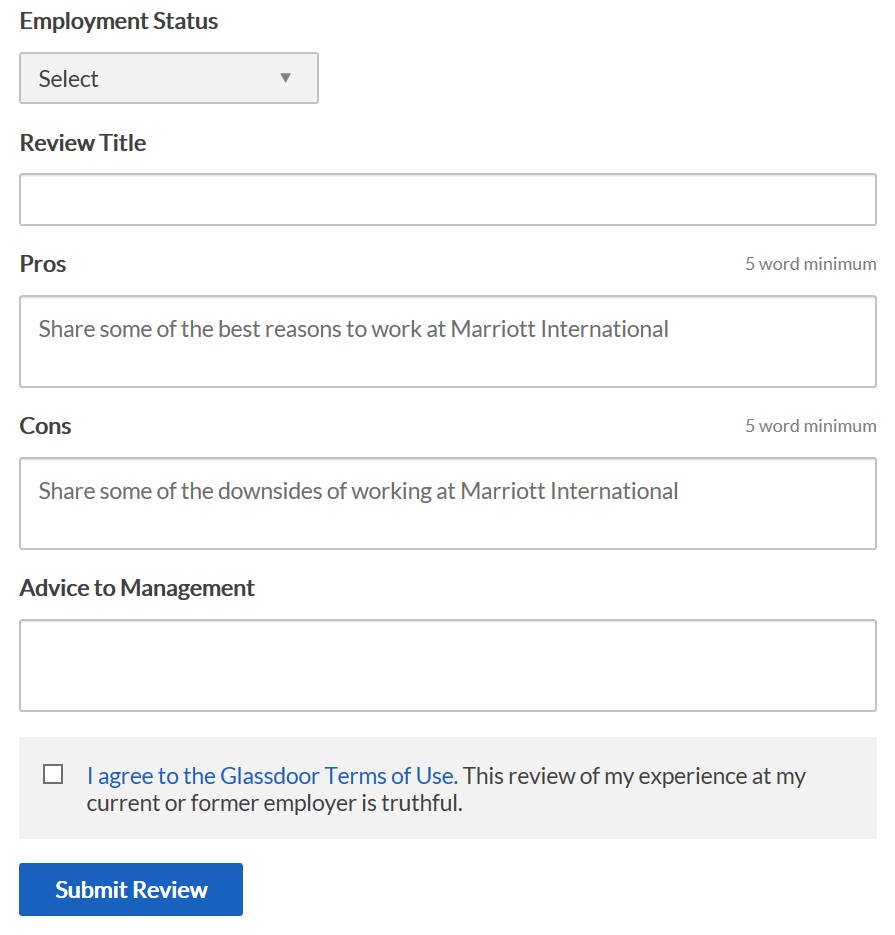 Employment Status
Select
Review Title
Pros
5 word minimum
Share some of the best reasons to work at Marriott International
Cons
5 word minimum
Share some of the downsides of working at Marriott International
Advice to Management
I agree to the Glassdoor Terms of Use. This review of my experience at my
current or former employer is truthful.
Submit Review